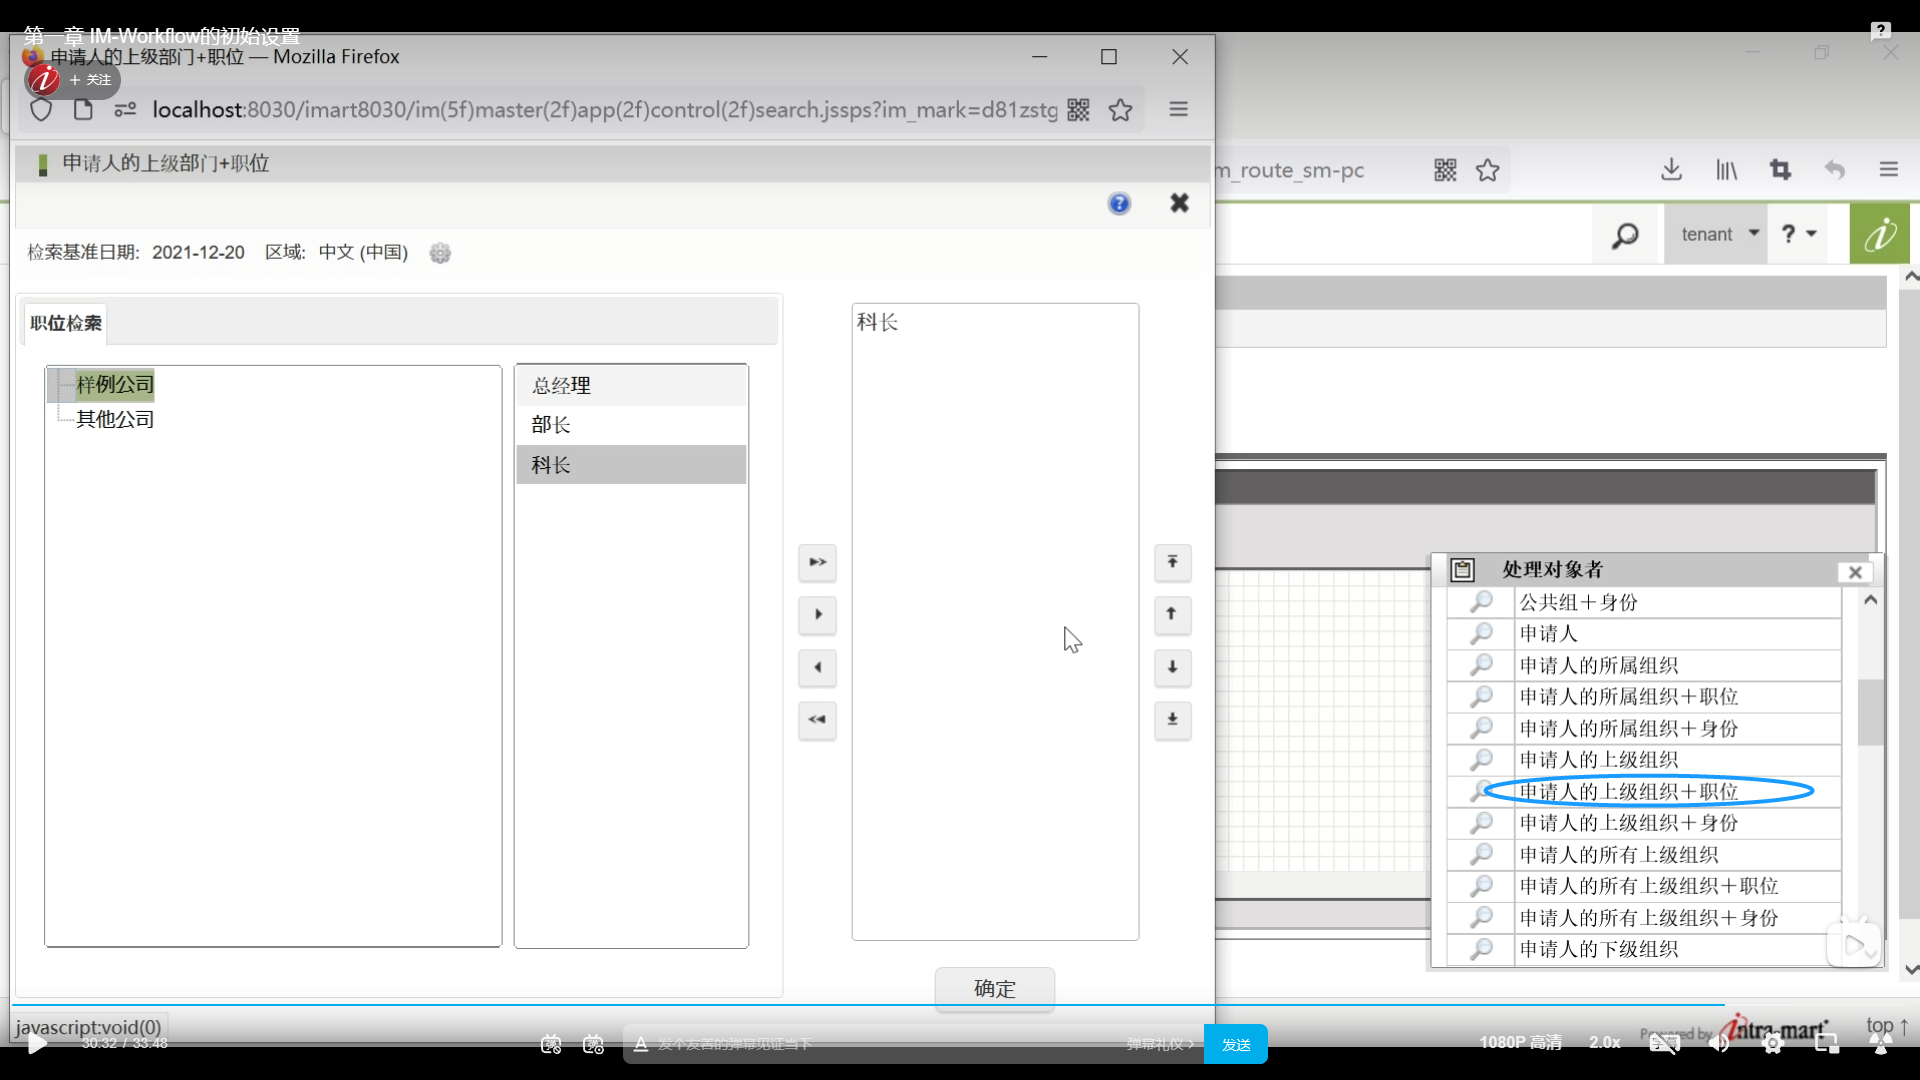 第一章 IM-Workflow的初始设置
申请人的上级部门+职位 — Mozilla Firefox
+ 关注
localhost:8030/imart8030/im(5f)master(2f)app(2f)control(2f)search.jssps?im_mark=d81zstg
m_route_sm-pc
申请人的上级部门+职位
tenant
?
检索基准日期: 2021-12-20 区域: 中文 (中国)
职位检索
样例公司
其他公司
总经理
部长
科长
科长
处理对象者
公共组＋身份
申请人
申请人的所属组织
申请人的所属组织＋职位
申请人的所属组织＋身份
申请人的上级组织
申请人的上级组织＋职位
申请人的上级组织＋身份
申请人的所有上级组织
申请人的所有上级组织＋职位
申请人的所有上级组织＋身份
申请人的下级组织
确定
javascript:void(0)
30:32 / 33:48
发个友善的弹幕见证当下
弹幕礼仪 >
发送
1080P 高清
2.0x
Powered by intra-mart
top ↑